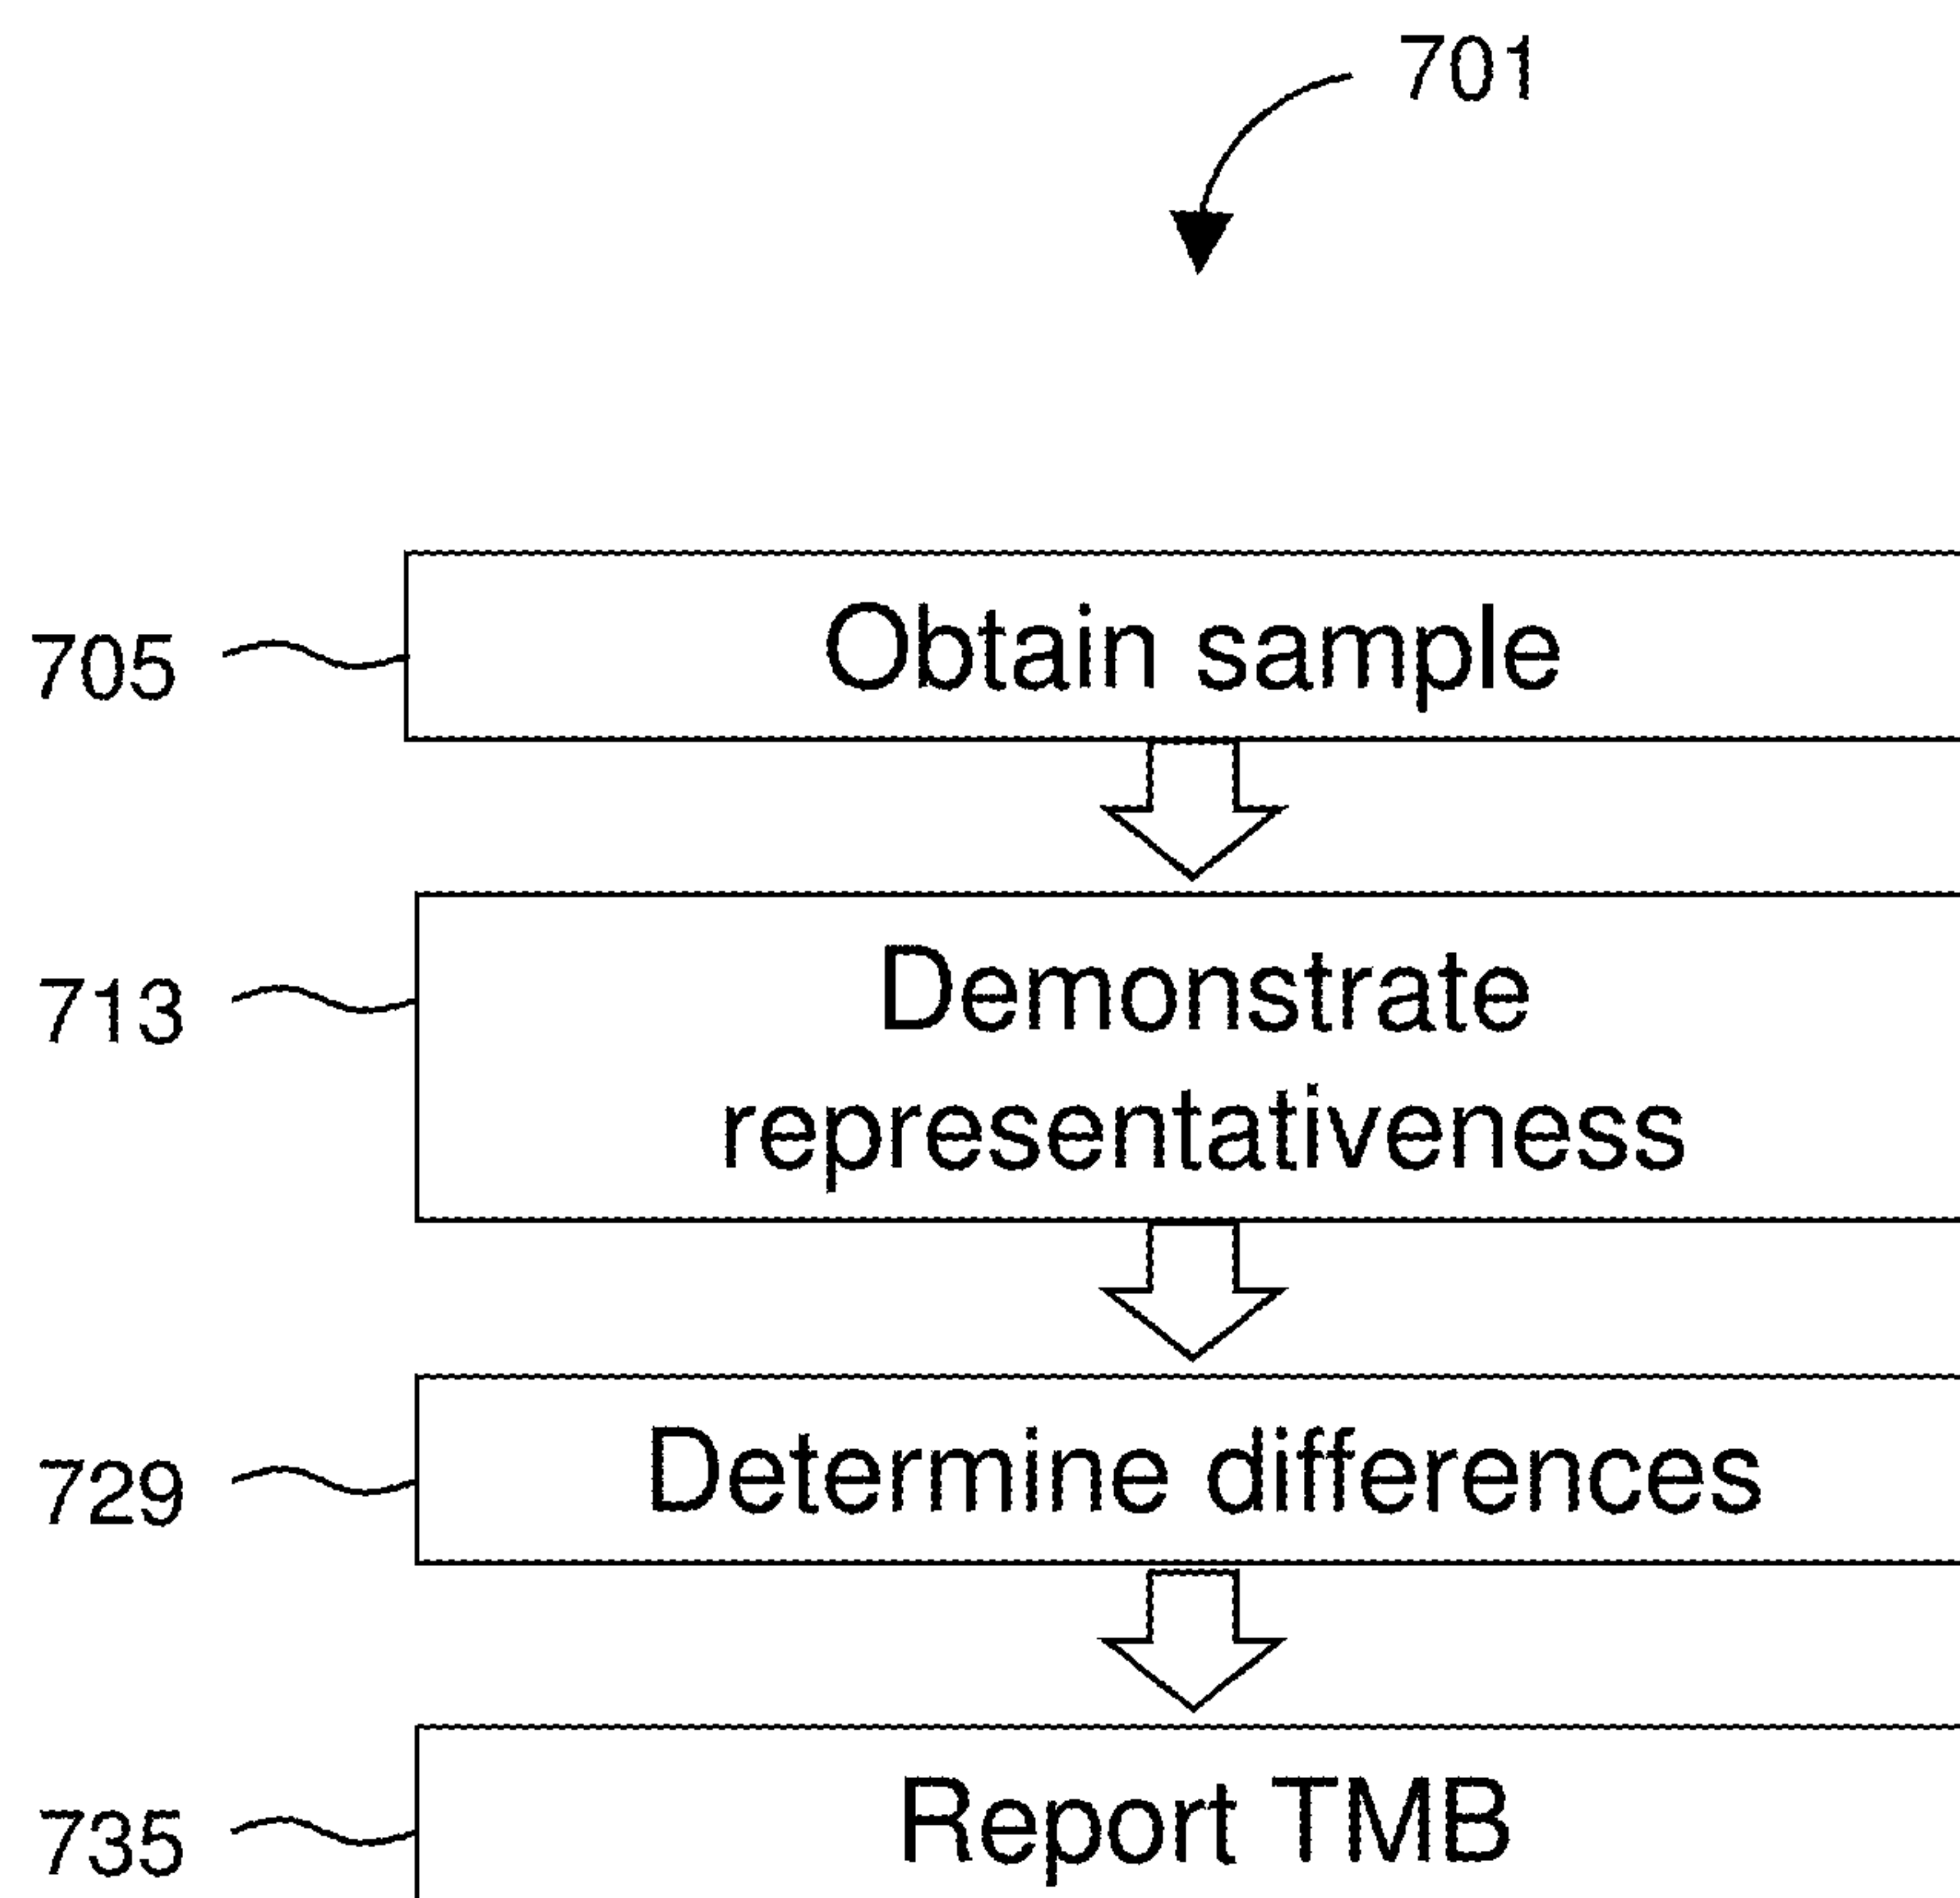 701
705
Obtain sample
713
Demonstrate
representativeness
729
Determine differences
735
Report TMB